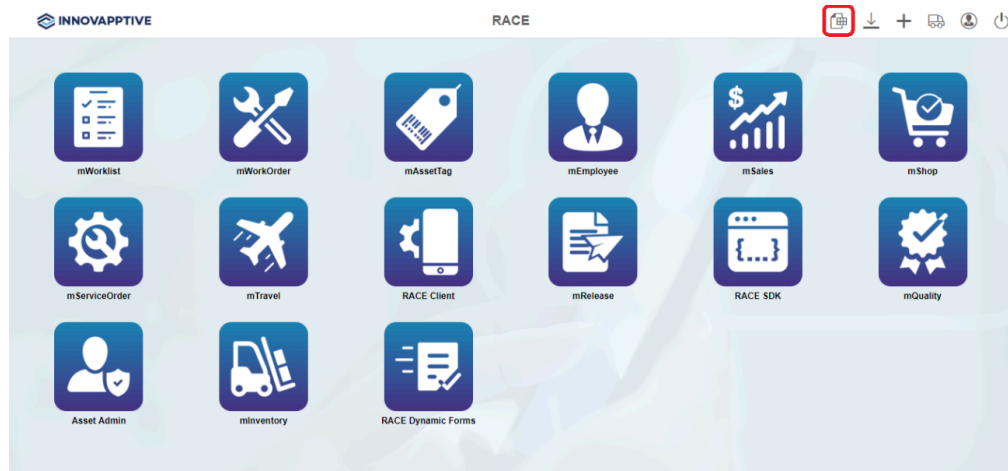 INNOVAPPTIVE
RACE
mWorklist
mWorkOrder
mAssetTag
mEmployee
mSales
mShop
mServiceOrder
mTravel
RACE Client
mRelease
RACE SDK
mQuality
Asset Admin
mInventory
RACE Dynamic Forms